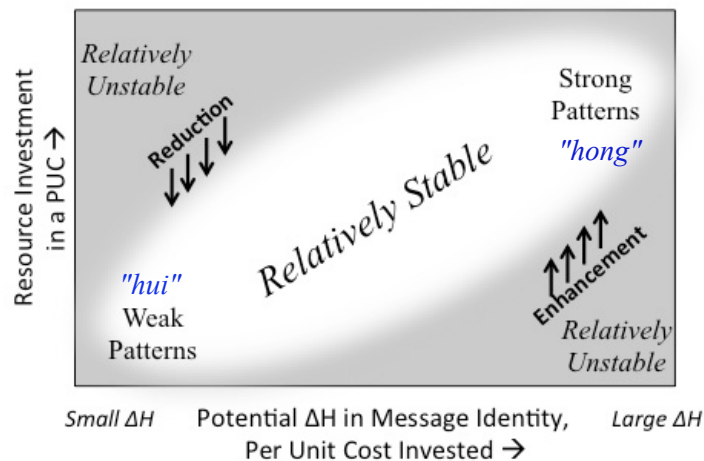 Relatively
Unstable
Reduction
Strong
Patterns
"hong"
Relatively Stable
"hui"
Weak
Patterns
Enhancement
Relatively
Unstable
Resource Investment
in a PUC →
Small ΔH
Potential ΔH in Message Identity,
Per Unit Cost Invested →
Large ΔH